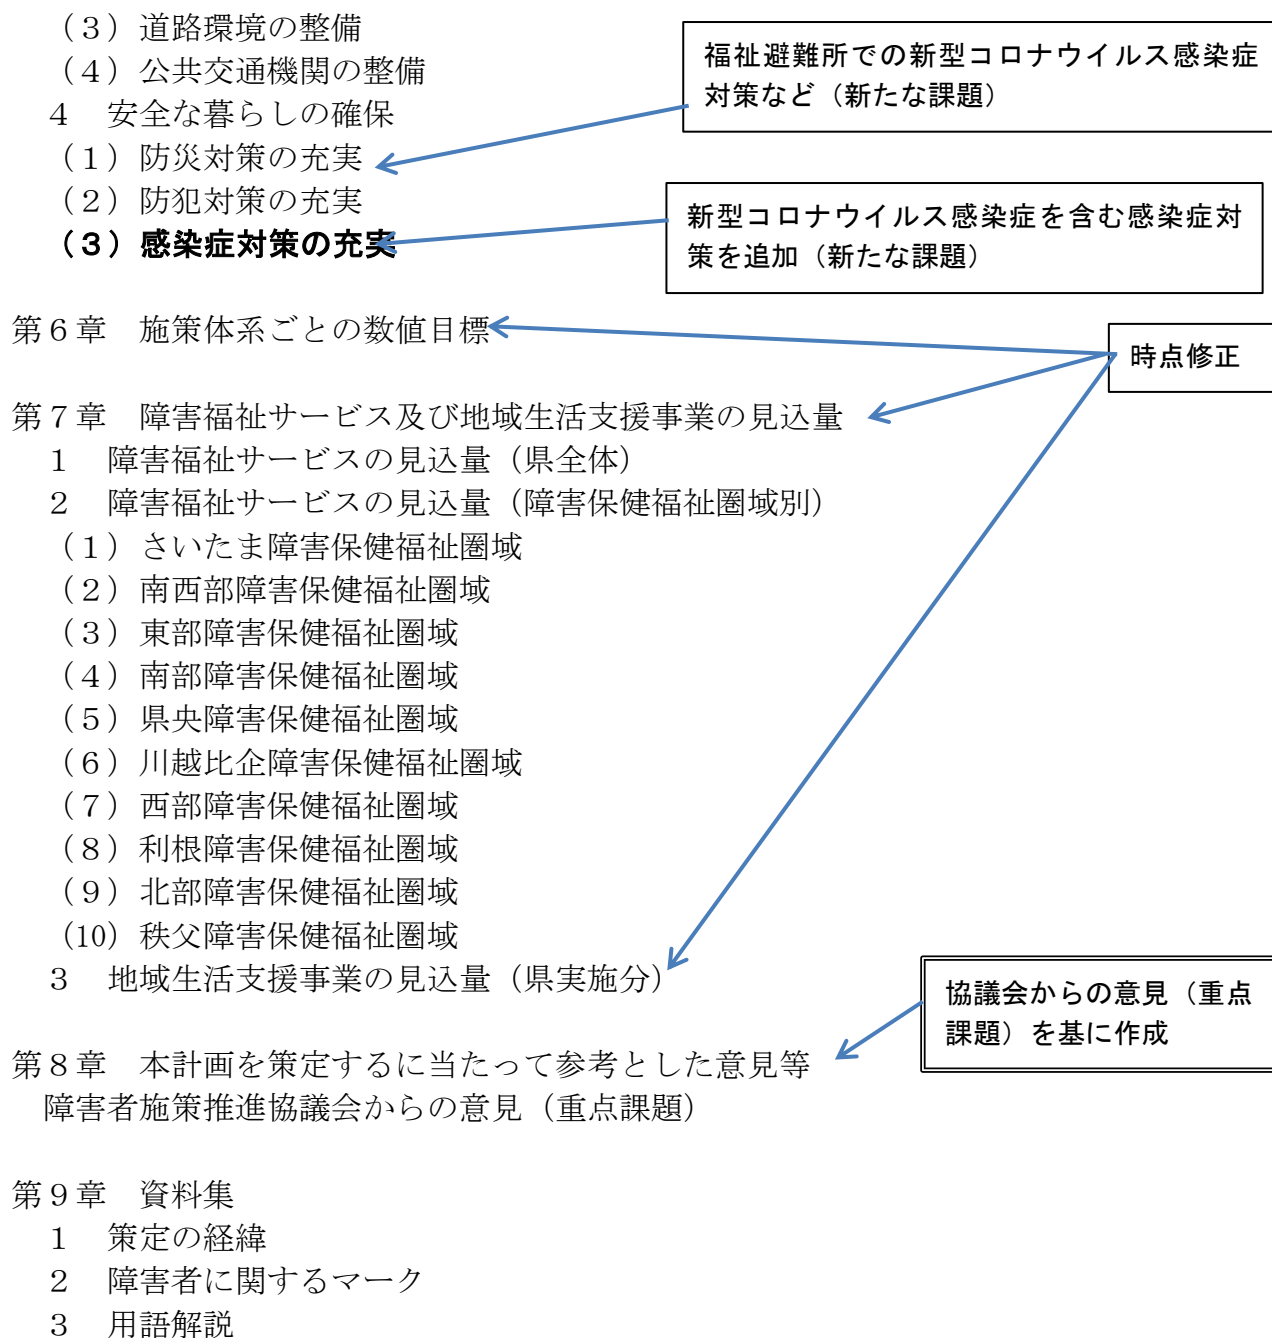 （３）道路環境の整備
（４）公共交通機関の整備
４　安全な暮らしの確保
（１）防災対策の充実
（２）防犯対策の充実
（３）感染症対策の充実
福祉避難所での新型コロナウイルス感染症
対策など（新たな課題）
新型コロナウイルス感染症を含む感染症対
策を追加（新たな課題）
第６章　施策体系ごとの数値目標
時点修正
第７章　障害福祉サービス及び地域生活支援事業の見込量
１　障害福祉サービスの見込量（県全体）
２　障害福祉サービスの見込量（障害保健福祉圏域別）
（１）さいたま障害保健福祉圏域
（２）南西部障害保健福祉圏域
（３）東部障害保健福祉圏域
（４）南部障害保健福祉圏域
（５）県央障害保健福祉圏域
（６）川越比企障害保健福祉圏域
（７）西部障害保健福祉圏域
（８）利根障害保健福祉圏域
（９）北部障害保健福祉圏域
（10）秩父障害保健福祉圏域
３　地域生活支援事業の見込量（県実施分）
協議会からの意見（重点
課題）を基に作成
第８章　本計画を策定するに当たって参考とした意見等
障害者施策推進協議会からの意見（重点課題）
第９章　資料集
１　策定の経緯
２　障害者に関するマーク
３　用語解説